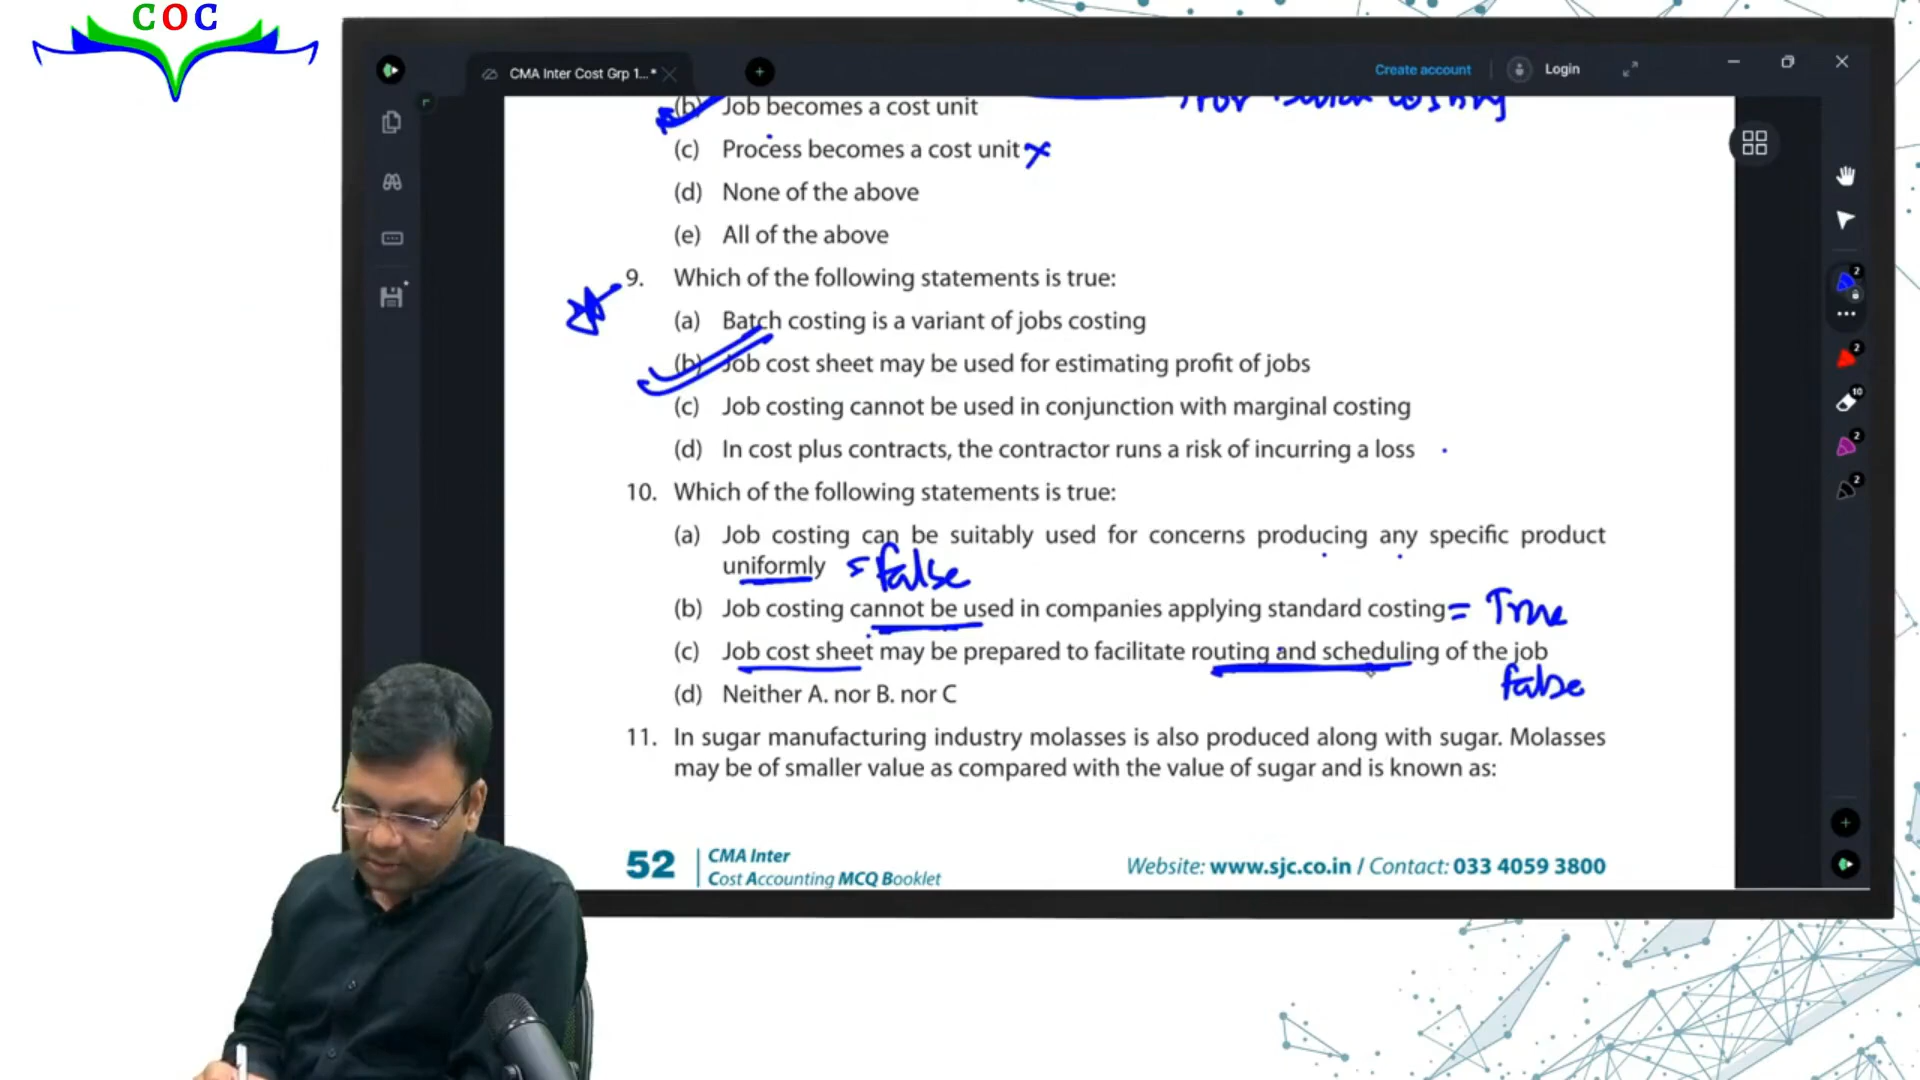 COC
CMA Inter Cost Grp 1...*
Create account
Login
(b) Job becomes a cost unit
for costing
(c) Process becomes a cost unit ×
(d) None of the above
(e) All of the above
9. Which of the following statements is true:
(a) Batch costing is a variant of jobs costing
(b) Job cost sheet may be used for estimating profit of jobs
(c) Job costing cannot be used in conjunction with marginal costing
(d) In cost plus contracts, the contractor runs a risk of incurring a loss
10. Which of the following statements is true:
(a) Job costing can be suitably used for concerns producing any specific product
uniformly = false
(b) Job costing cannot be used in companies applying standard costing = True
(c) Job cost sheet may be prepared to facilitate routing and scheduling of the job
false
(d) Neither A. nor B. nor C
11. In sugar manufacturing industry molasses is also produced along with sugar. Molasses
may be of smaller value as compared with the value of sugar and is known as:
52 CMA Inter
Cost Accounting MCQ Booklet
Website: www.sjc.co.in / Contact: 033 4059 3800
2
2
10
2
2